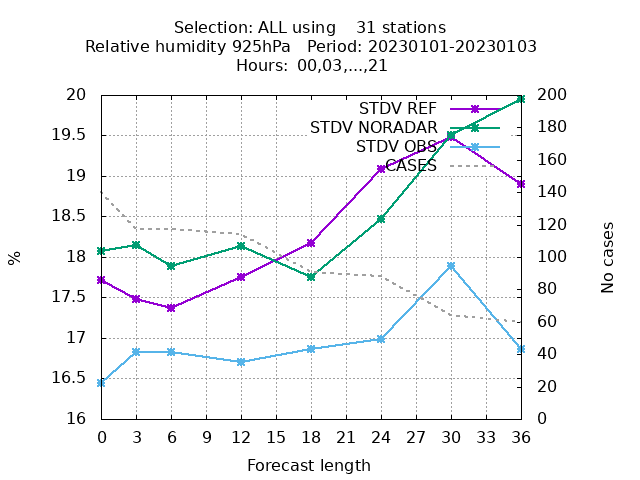 Selection: ALL using    31 stations
Relative humidity 925hPa   Period: 20230101-20230103
Hours:  00,03,...,21
STDV REF
STDV NORADAR
STDV OBS
CASES
%
No cases
20
19.5
19
18.5
18
17.5
17
16.5
16
200
180
160
140
120
100
80
60
40
20
0
0 3 6 9 12 15 18 21 24 27 30 33 36
Forecast length